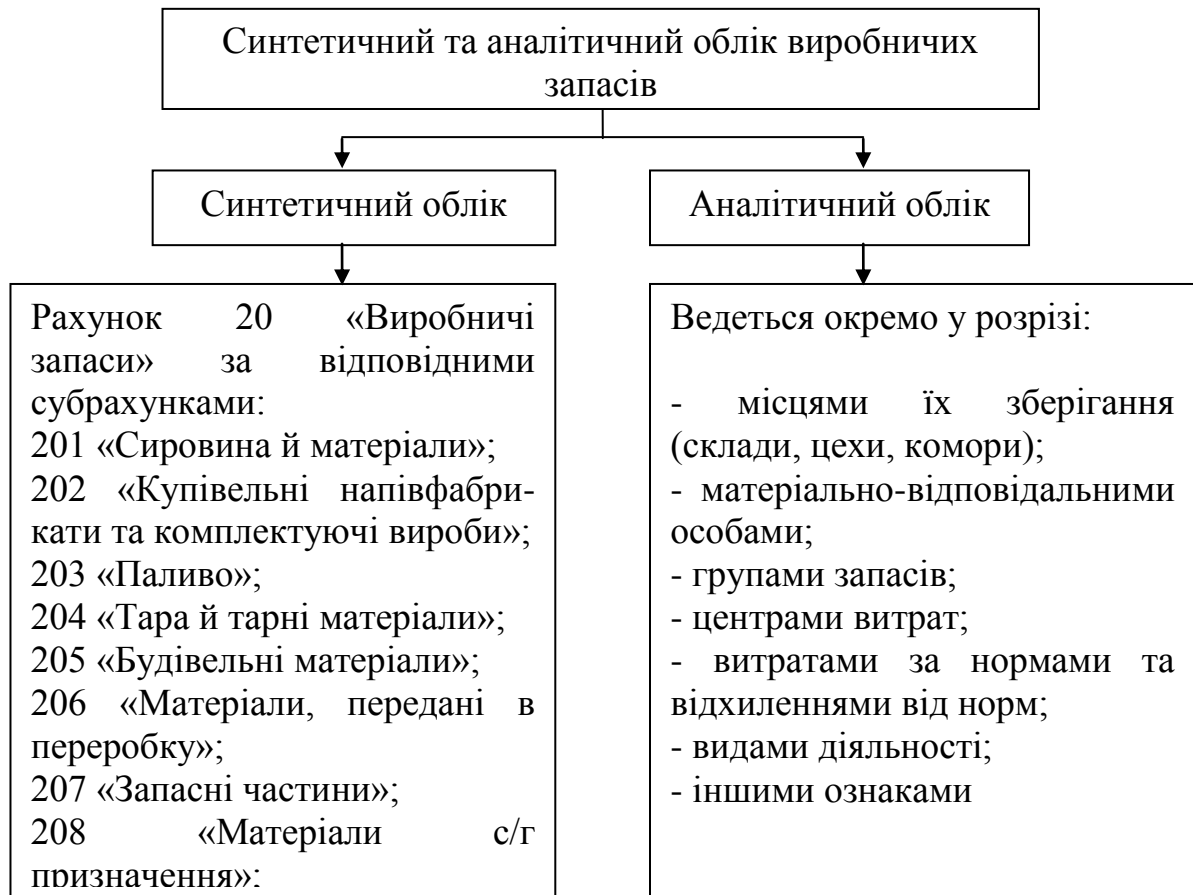 Синтетичний та аналітичний облік виробничих
запасів
Синтетичний облік
Аналітичний облік
Рахунок 20 «Виробничі
запаси» за відповідними
субрахунками:
201 «Сировина й матеріали»;
202 «Купівельні напівфабри-
кати та комплектуючі вироби»;
203 «Паливо»;
204 «Тара й тарні матеріали»;
205 «Будівельні матеріали»;
206 «Матеріали, передані в
переробку»;
207 «Запасні частини»;
208 «Матеріали с/г
призначення»;
Ведеться окремо у розрізі:
- місцями їх зберігання
(склади, цехи, комори);
- матеріально-відповідальними
особами;
- групами запасів;
- центрами витрат;
- витратами за нормами та
відхиленнями від норм;
- видами діяльності;
- іншими ознаками